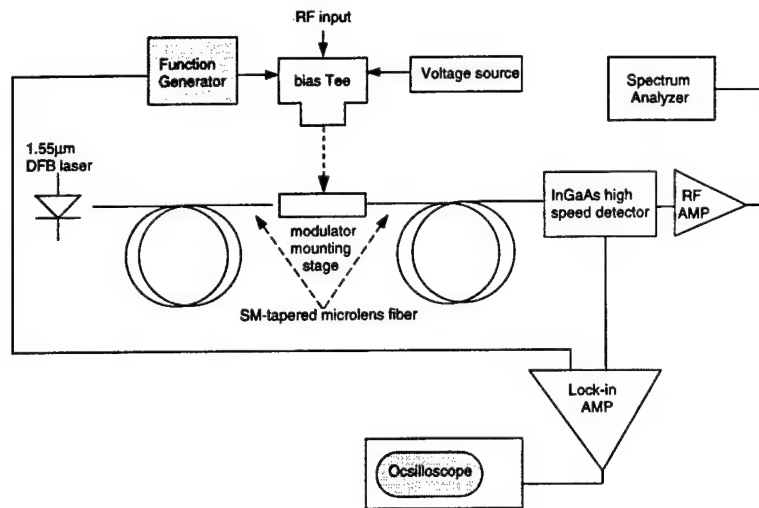 RF input
Function
Generator
bias Tee
Voltage source
Spectrum
Analyzer
1.55μm
DFB laser
InGaAs high
speed detector
RF
AMP
modulator
mounting
stage
SM-tapered microlens fiber
Lock-in
AMP
Ocsilloscope